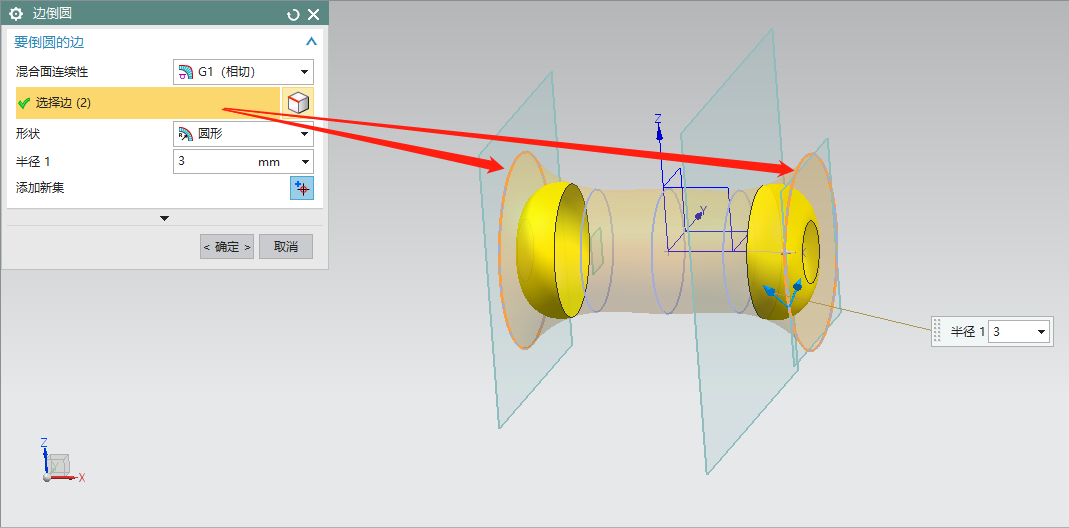 边倒圆
要倒圆的边
混合面连续性
G1（相切）
选择边 (2)
形状
圆形
半径 1
3
mm
添加新集
< 确定 >
取消
Z
Y
X
半径 1
3
Z
Y
X